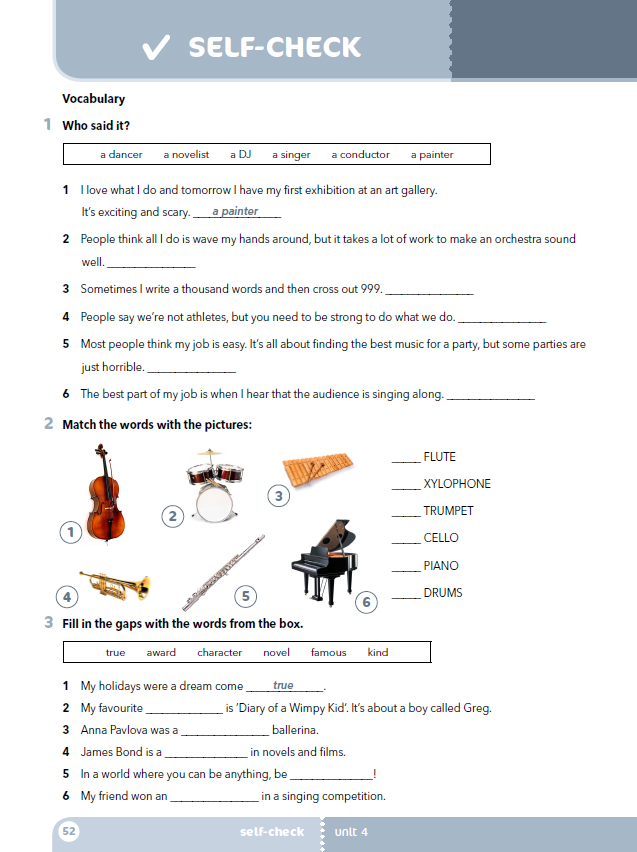 ✓ SELF-CHECK
Vocabulary
1 Who said it?
a dancer a novelist a DJ a singer a conductor a painter
1 I love what I do and tomorrow I have my first exhibition at an art gallery.
It's exciting and scary. ___a painter___
2 People think all I do is wave my hands around, but it takes a lot of work to make an orchestra sound
well. _______________
3 Sometimes I write a thousand words and then cross out 999. _______________
4 People say we're not athletes, but you need to be strong to do what we do. _______________
5 Most people think my job is easy. It's all about finding the best music for a party, but some parties are
just horrible. _______________
6 The best part of my job is when I hear that the audience is singing along. _______________
2 Match the words with the pictures:
1
2
3
4
5
6
_____ FLUTE
_____ XYLOPHONE
_____ TRUMPET
_____ CELLO
_____ PIANO
_____ DRUMS
3 Fill in the gaps with the words from the box.
true award character novel famous kind
1 My holidays were a dream come ____true____.
2 My favourite _____________ is 'Diary of a Wimpy Kid'. It's about a boy called Greg.
3 Anna Pavlova was a _______________ ballerina.
4 James Bond is a ______________ in novels and films.
5 In a world where you can be anything, be ______________!
6 My friend won an _______________ in a singing competition.
52 self-check unit 4